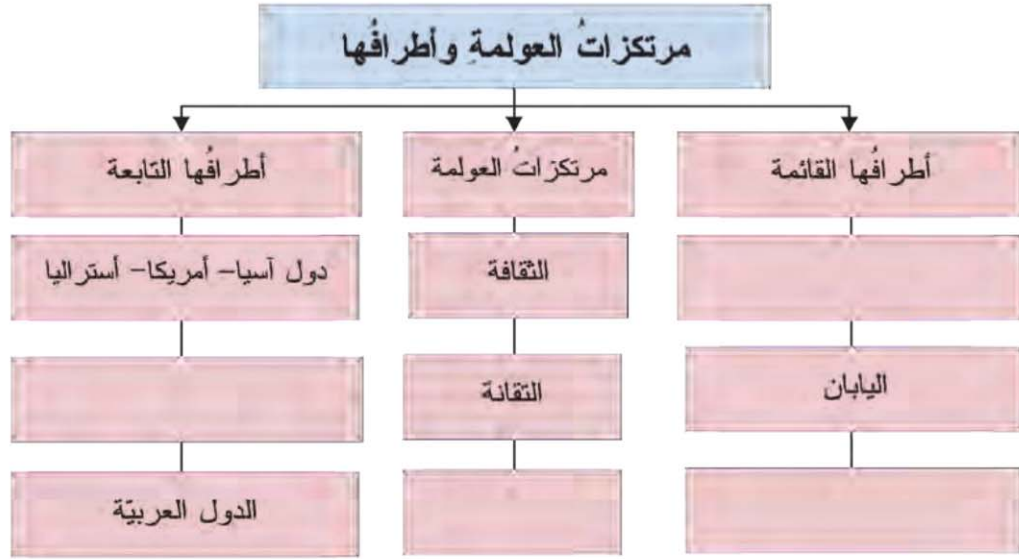 مرتكزاتُ العولمةِ وأطرافُها
أطرافُها القائمة
مرتكزاتُ العولمة
أطرافُها التابعة
الثقافة
دول آسيا– أمريكا– أستراليا
اليابان
التقانة
الدول العربيّة